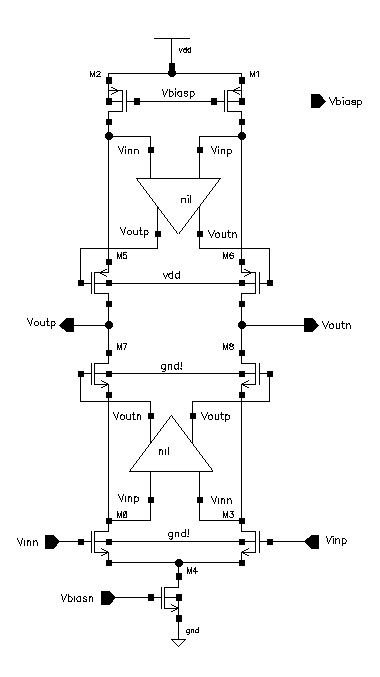 vdd
M2 M1
Vbiasp
Vbiasp
Vinn Vinp
nil
Voutp Voutn
M5 M6
vdd
Voutp Voutn
M7 M8
gnd!
Voutn Voutp
nil
Vinp Vinn
M0 M3
Vinn gnd! Vinp
M4
Vbiasn
gnd